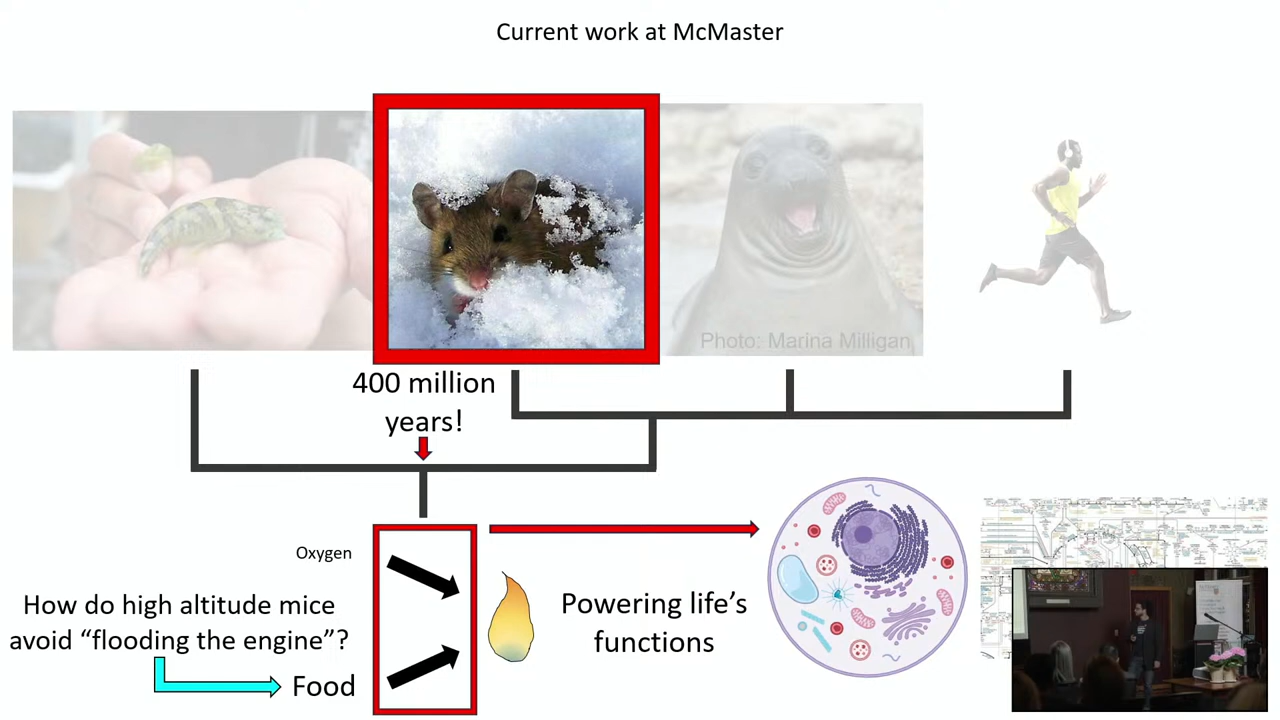 Current work at McMaster
Photo: Marina Milligan
400 million
years!
Oxygen
How do high altitude mice
avoid “flooding the engine”?
Food
Powering life’s
functions